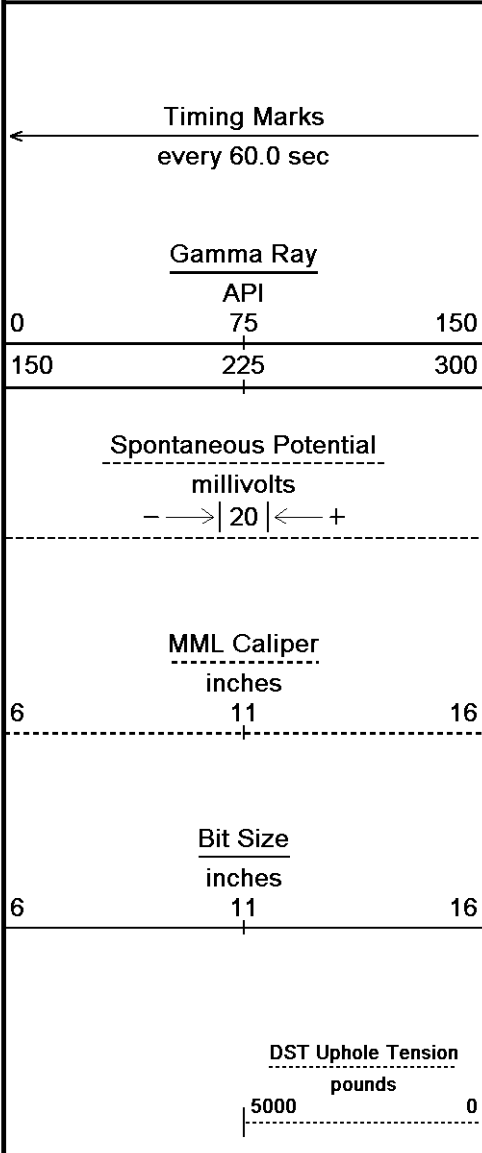 Timing Marks
every 60.0 sec
Gamma Ray
API
0 75 150
150 225 300
Spontaneous Potential
millivolts
− 20 +
MML Caliper
inches
6 11 16
Bit Size
inches
6 11 16
DST Uphole Tension
pounds
5000 0